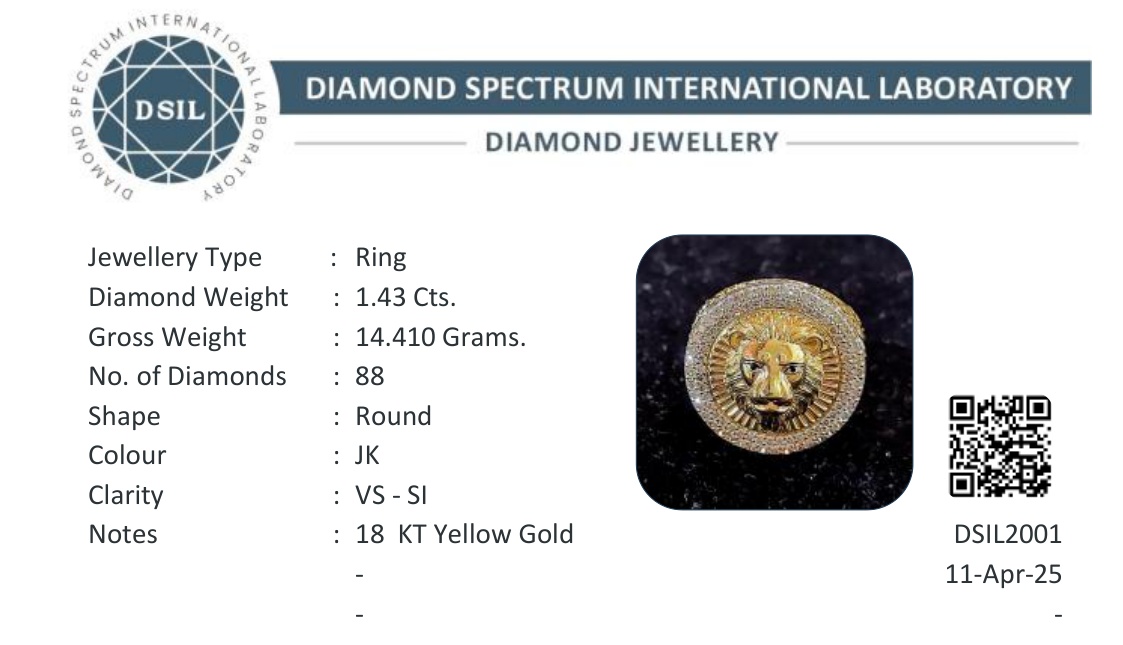 DIAMOND SPECTRUM INTERNATIONAL LABORATORY
DSIL
DIAMOND SPECTRUM INTERNATIONAL LABORATORY
DIAMOND JEWELLERY
Jewellery Type : Ring
Diamond Weight : 1.43 Cts.
Gross Weight : 14.410 Grams.
No. of Diamonds : 88
Shape : Round
Colour : JK
Clarity : VS - SI
Notes : 18 KT Yellow Gold
-
-
DSIL2001
11-Apr-25
-